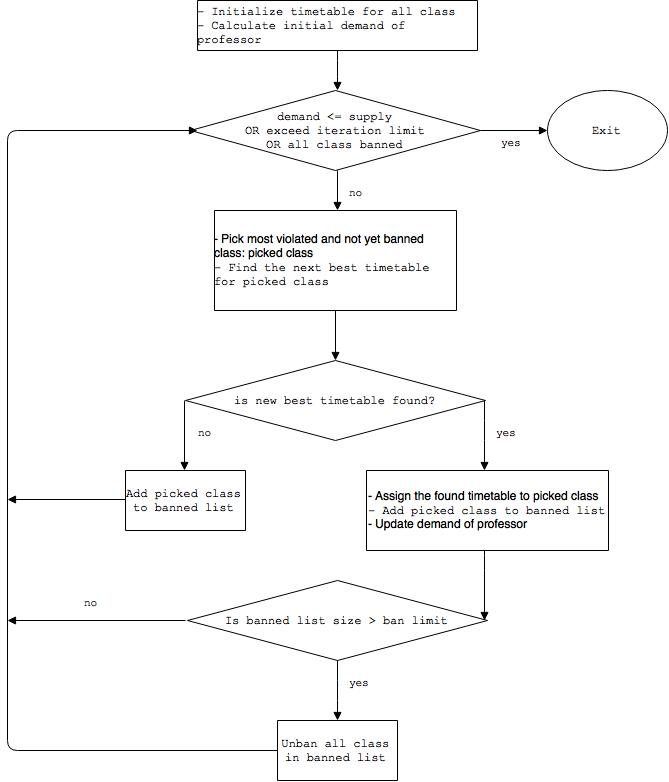 - Initialize timetable for all class
- Calculate initial demand of
professor
demand <= supply
OR exceed iteration limit
OR all class banned
yes
Exit
no
- Pick most violated and not yet banned
class: picked class
- Find the next best timetable
for picked class
is new best timetable found?
no
yes
Add picked class
to banned list
- Assign the found timetable to picked class
- Add picked class to banned list
- Update demand of professor
no
Is banned list size > ban limit
yes
Unban all class
in banned list